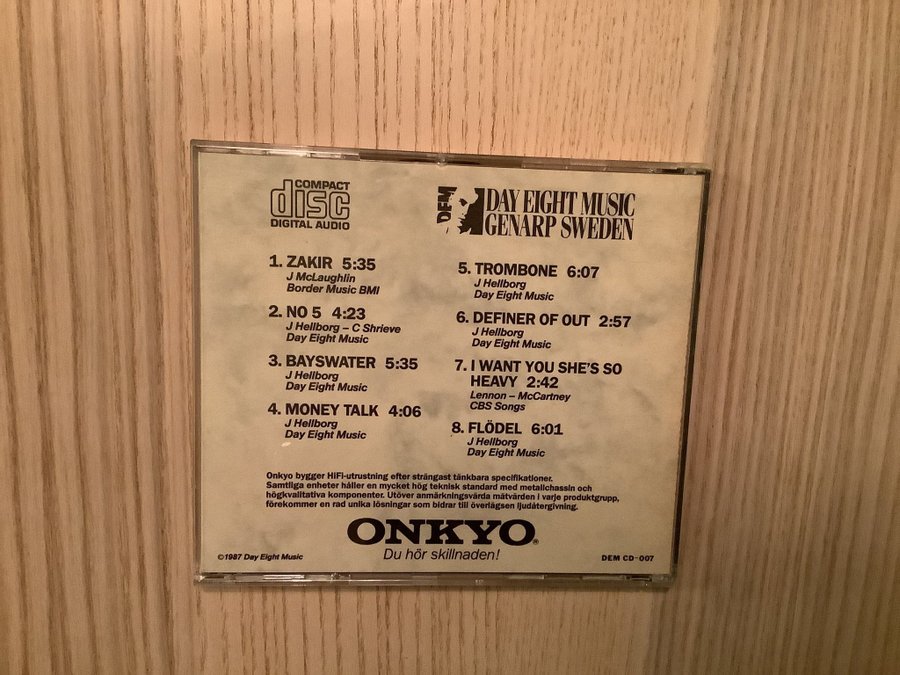 COMPACT
disc
DIGITAL AUDIO
DEM
DAY EIGHT MUSIC
GENARP SWEDEN
1. ZAKIR 5:35
J McLaughlin
Border Music BMI
2. NO 5 4:23
J Hellborg – C Shrieve
Day Eight Music
3. BAYSWATER 5:35
J Hellborg
Day Eight Music
4. MONEY TALK 4:06
J Hellborg
Day Eight Music
5. TROMBONE 6:07
J Hellborg
Day Eight Music
6. DEFINER OF OUT 2:57
J Hellborg
Day Eight Music
7. I WANT YOU SHE'S SO
HEAVY 2:42
Lennon – McCartney
CBS Songs
8. FLÖDEL 6:01
J Hellborg
Day Eight Music
Onkyo bygger HiFi-utrustning efter strängast tänkbara specifikationer.
Samtliga enheter håller en mycket hög teknisk standard med metallchassin och
högkvalitativa komponenter. Utöver anmärkningsvärda mätvärden i varje produktgrupp,
förekommer en rad unika lösningar som bidrar till överlägsen ljudåtergivning.
ONKYO®
Du hör skillnaden!
©1987 Day Eight Music
DEM CD-007